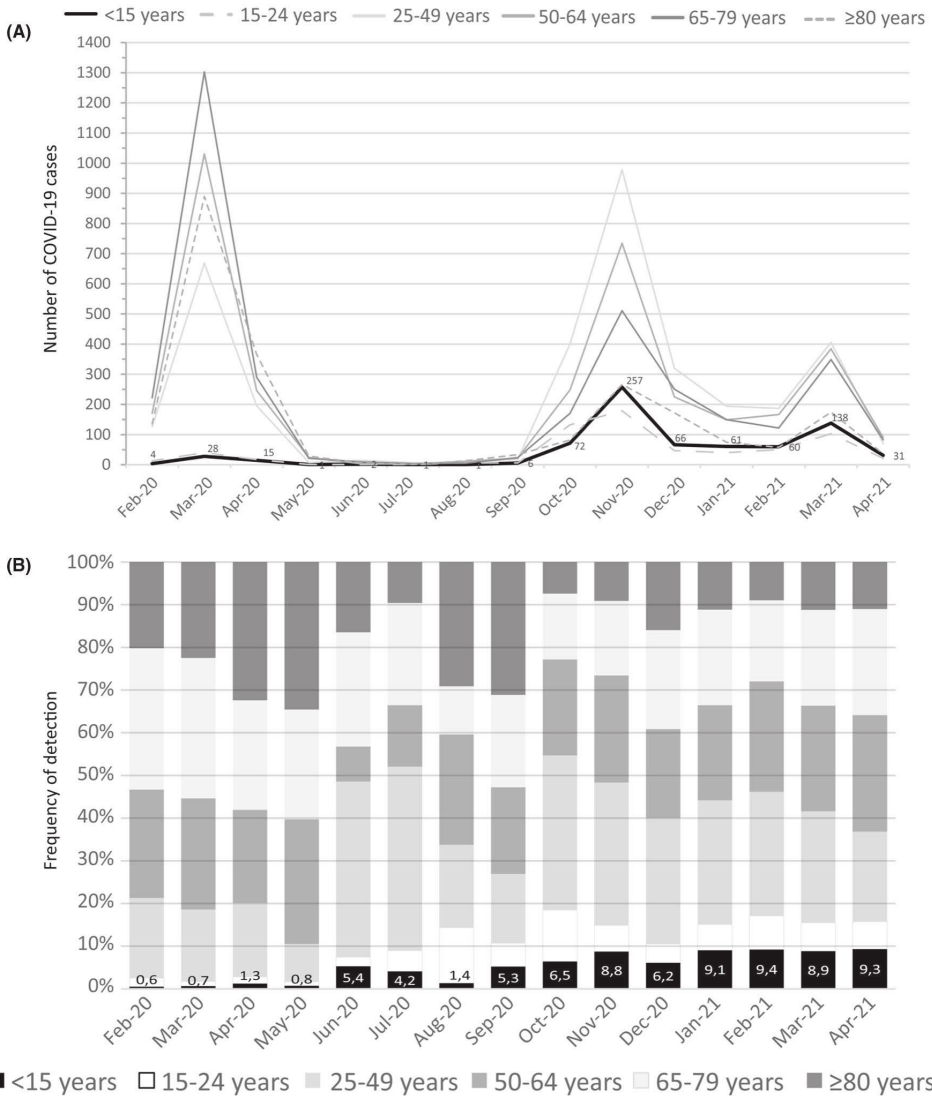 <15 years 15-24 years 25-49 years 50-64 years 65-79 years ≥80 years
(A)
Number of COVID-19 cases
1400
1300
1200
1100
1000
900
800
700
600
500
400
300
200
100
0
4 28 15 1 2 1 1 6 72 257 66 61 60 138 31
Feb-20 Mar-20 Apr-20 May-20 Jun-20 Jul-20 Aug-20 Sep-20 Oct-20 Nov-20 Dec-20 Jan-21 Feb-21 Mar-21 Apr-21
(B)
Frequency of detection
100%
90%
80%
70%
60%
50%
40%
30%
20%
10%
0%
0,6 0,7 1,3 0,8 5,4 4,2 1,4 5,3 6,5 8,8 6,2 9,1 9,4 8,9 9,3
Feb-20 Mar-20 Apr-20 May-20 Jun-20 Jul-20 Aug-20 Sep-20 Oct-20 Nov-20 Dec-20 Jan-21 Feb-21 Mar-21 Apr-21
<15 years 15-24 years 25-49 years 50-64 years 65-79 years ≥80 years